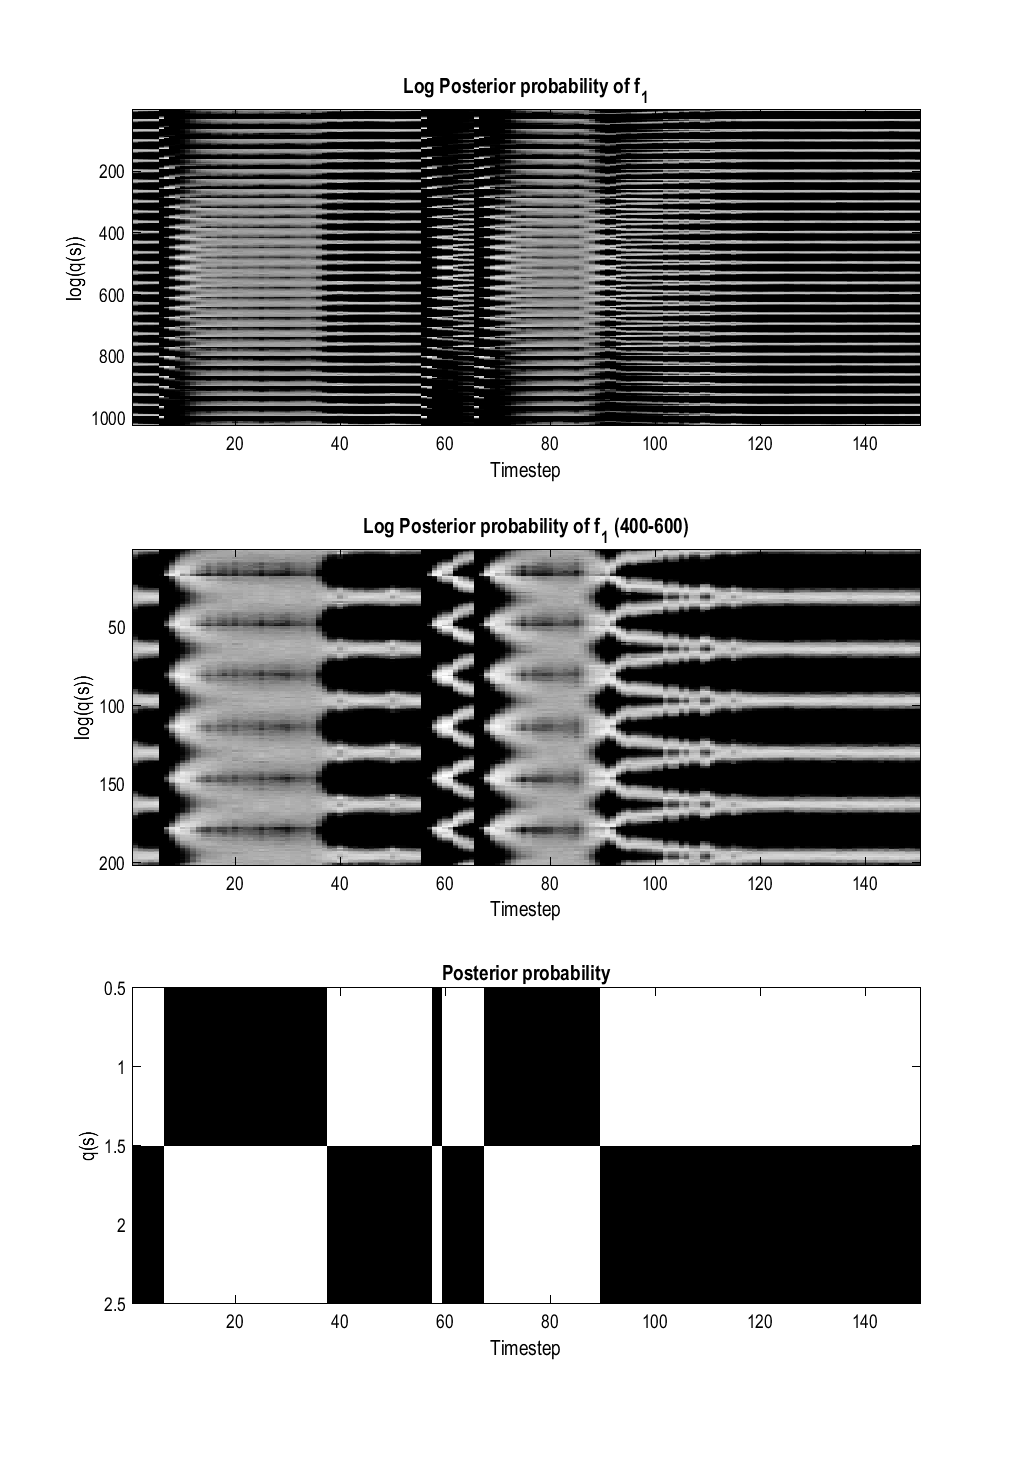 Log Posterior probability of f1
log(q(s))
200
400
600
800
1000
20 40 60 80 100 120 140
Timestep
Log Posterior probability of f1 (400-600)
log(q(s))
50
100
150
200
20 40 60 80 100 120 140
Timestep
Posterior probability
q(s)
0.5
1
1.5
2
2.5
20 40 60 80 100 120 140
Timestep